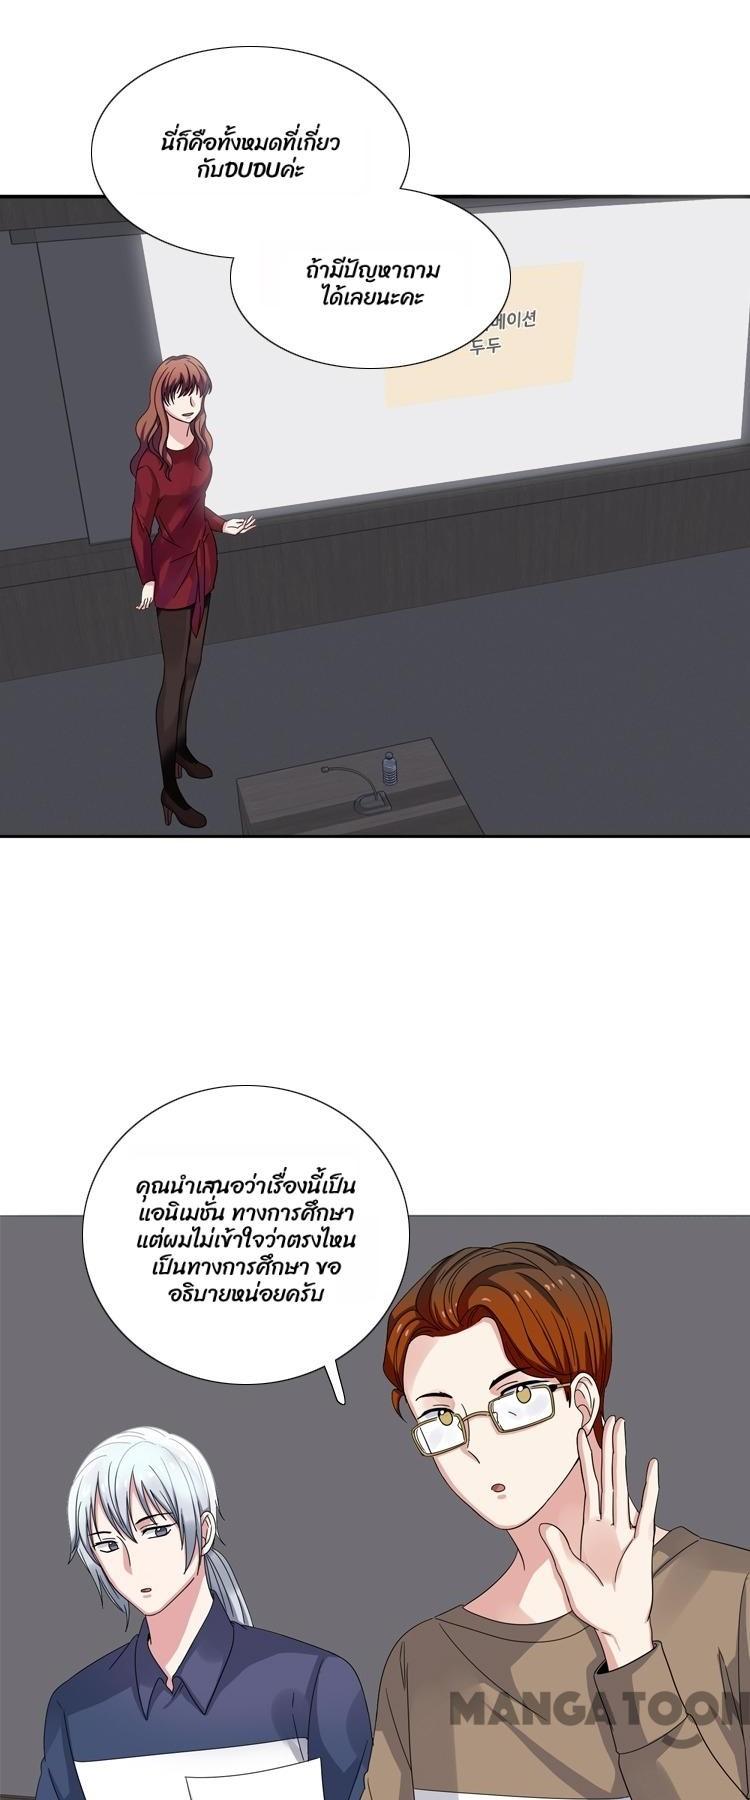 นี่ก็คือทั้งหมดที่เกี่ยว
กับDUDUค่ะ
ถ้ามีปัญหาถาม
ได้เลยนะคะ
메이션
두두
คุณนำเสนอว่าเรื่องนี้เป็น
แอนิเมชั่น ทางการศึกษา
แต่ผมไม่เข้าใจว่าตรงไหน
เป็นทางการศึกษา ขอ
อธิบายหน่อยครับ
MANGATOON